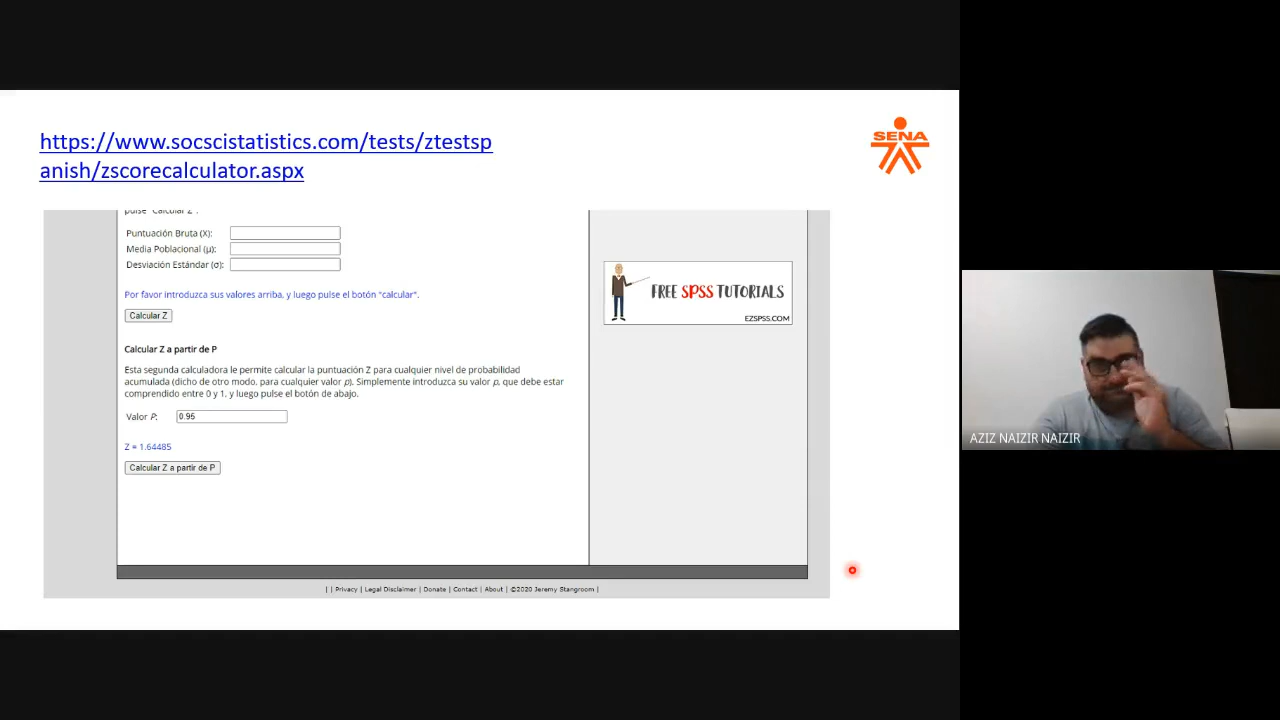 https://www.socscistatistics.com/tests/ztestsp
anish/zscorecalculator.aspx
SENA
pulse "Calcular Z".
Puntuación Bruta (X):
Media Poblacional (μ):
Desviación Estándar (σ):
Por favor introduzca sus valores arriba, y luego pulse el botón "calcular".
Calcular Z
Calcular Z a partir de P
Esta segunda calculadora le permite calcular la puntuación Z para cualquier nivel de probabilidad
acumulada (dicho de otro modo, para cualquier valor p). Simplemente introduzca su valor p, que debe estar
comprendido entre 0 y 1, y luego pulse el botón de abajo.
Valor P: 0.95
Z = 1.64485
Calcular Z a partir de P
FREE SPSS TUTORIALS
EZSPSS.COM
| | Privacy | Legal Disclaimer | Donate | Contact | About | ©2020 Jeremy Stangroom |
AZIZ NAIZIR NAIZIR